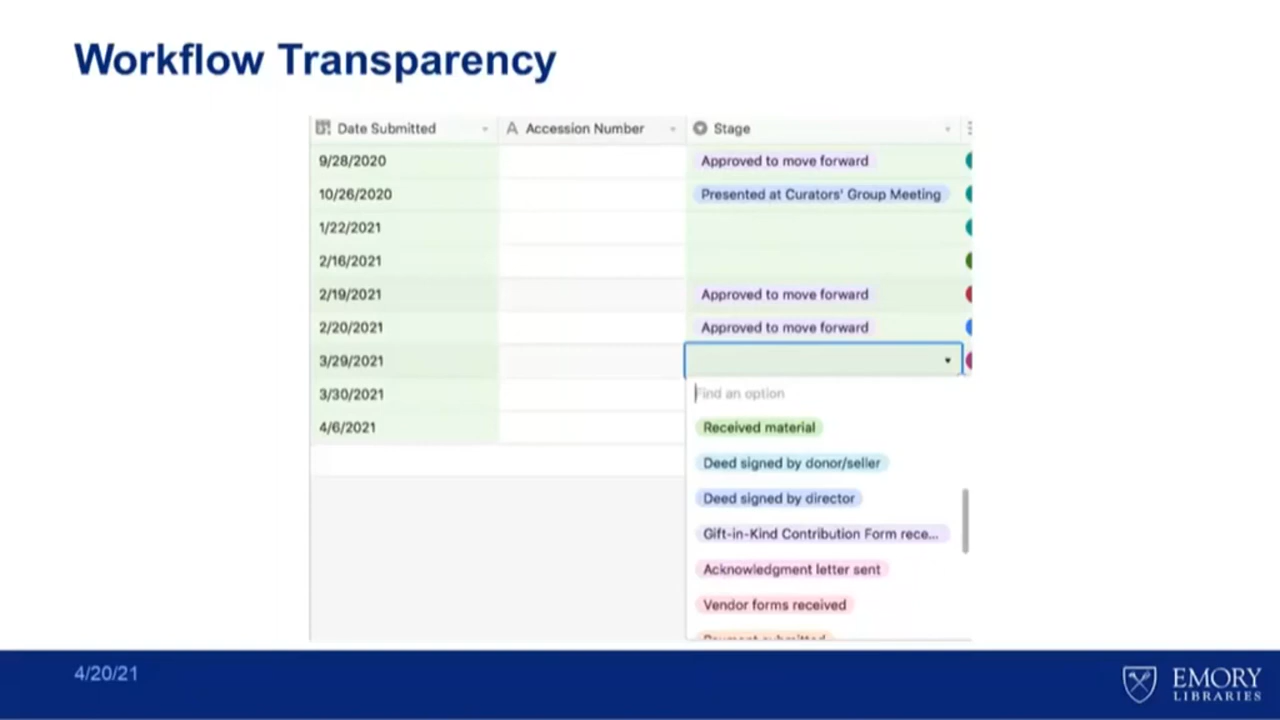 Workflow Transparency
Date Submitted Accession Number Stage
9/28/2020 Approved to move forward
10/26/2020 Presented at Curators' Group Meeting
1/22/2021
2/16/2021
2/19/2021 Approved to move forward
2/20/2021 Approved to move forward
3/29/2021
3/30/2021 Find an option
4/6/2021 Received material
Deed signed by donor/seller
Deed signed by director
Gift-in-Kind Contribution Form rece...
Acknowledgment letter sent
Vendor forms received
Payment submitted
4/20/21
EMORY
LIBRARIES